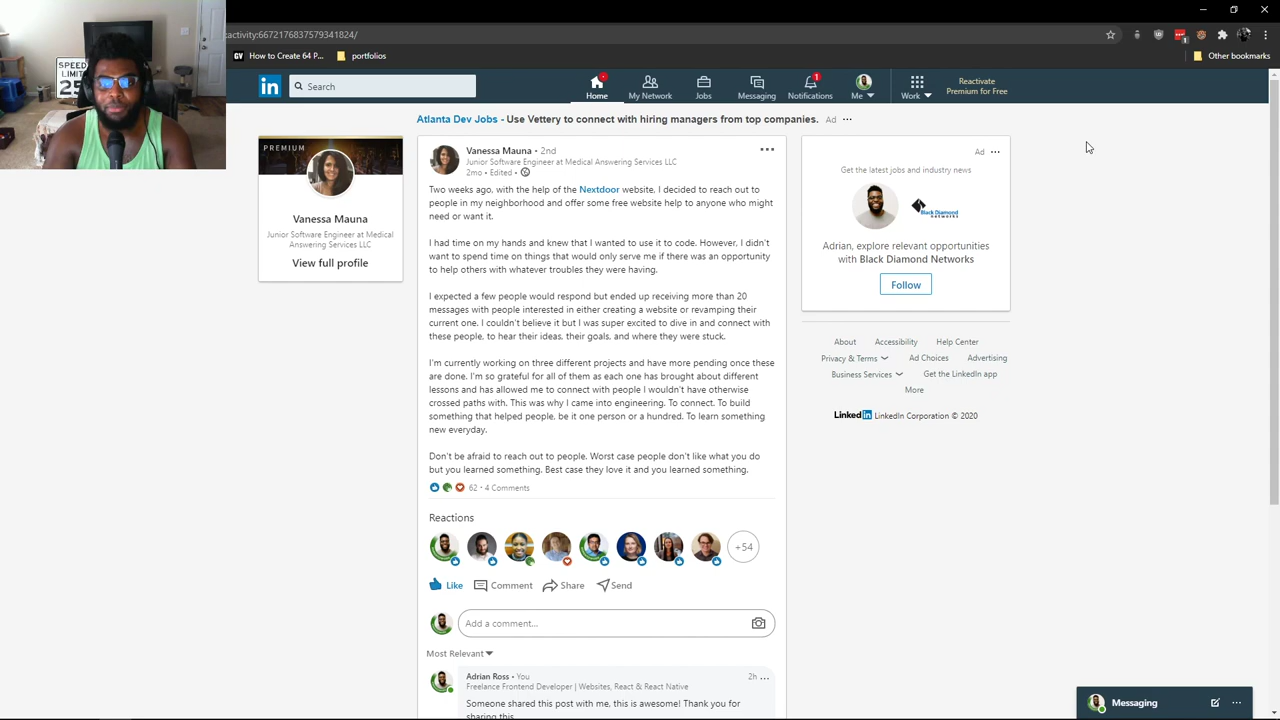 SPEED
LIMIT
25
activity:6672176837579341824/
GV How to Create 64 P...
portfolios
Other bookmarks
in
Search
Home
My Network
Jobs
Messaging
1
Notifications
Me
Work
Reactivate
Premium for Free
Atlanta Dev Jobs - Use Vettery to connect with hiring managers from top companies. Ad ...
PREMIUM
Vanessa Mauna
Junior Software Engineer at Medical
Answering Services LLC
View full profile
Vanessa Mauna • 2nd
Junior Software Engineer at Medical Answering Services LLC
2mo • Edited •
Two weeks ago, with the help of the Nextdoor website, I decided to reach out to
people in my neighborhood and offer some free website help to anyone who might
need or want it.
I had time on my hands and knew that I wanted to use it to code. However, I didn't
want to spend time on things that would only serve me if there was an opportunity
to help others with whatever troubles they were having.
I expected a few people would respond but ended up receiving more than 20
messages with people interested in either creating a website or revamping their
current one. I couldn't believe it but I was super excited to dive in and connect with
these people, to hear their ideas, their goals, and where they were stuck.
I'm currently working on three different projects and have more pending once these
are done. I'm so grateful for all of them as each one has brought about different
lessons and has allowed me to connect with people I wouldn't have otherwise
crossed paths with. This was why I came into engineering. To connect. To build
something that helped people, be it one person or a hundred. To learn something
new everyday.
Don't be afraid to reach out to people. Worst case people don't like what you do
but you learned something. Best case they love it and you learned something.
62 • 4 Comments
Reactions
+54
Like
Comment
Share
Send
Add a comment...
Most Relevant
Adrian Ross • You
2h ...
Freelance Frontend Developer | Websites, React & React Native
Someone shared this post with me, this is awesome! Thank you for
sharing this
Ad ...
Get the latest jobs and industry news
Black Diamond
NETWORKS
Adrian, explore relevant opportunities
with Black Diamond Networks
Follow
About
Accessibility
Help Center
Privacy & Terms
Ad Choices
Advertising
Business Services
Get the LinkedIn app
More
LinkedIn LinkedIn Corporation © 2020
Messaging